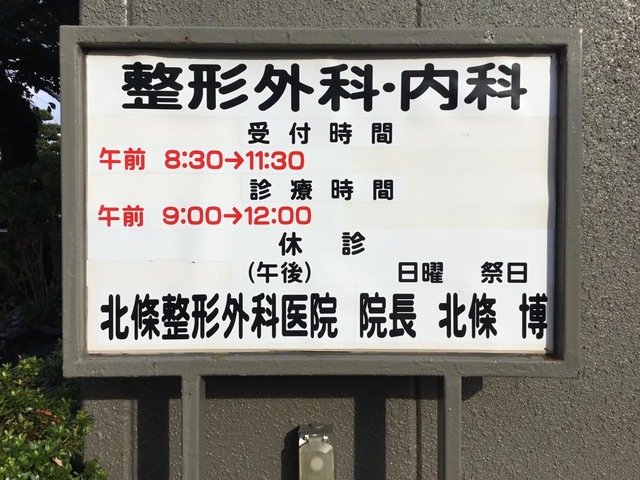 整形外科・内科
受付時間
午前 8:30→11:30
診療時間
午前 9:00→12:00
休診
(午後) 日曜 祭日
北條整形外科医院 院長 北條 博